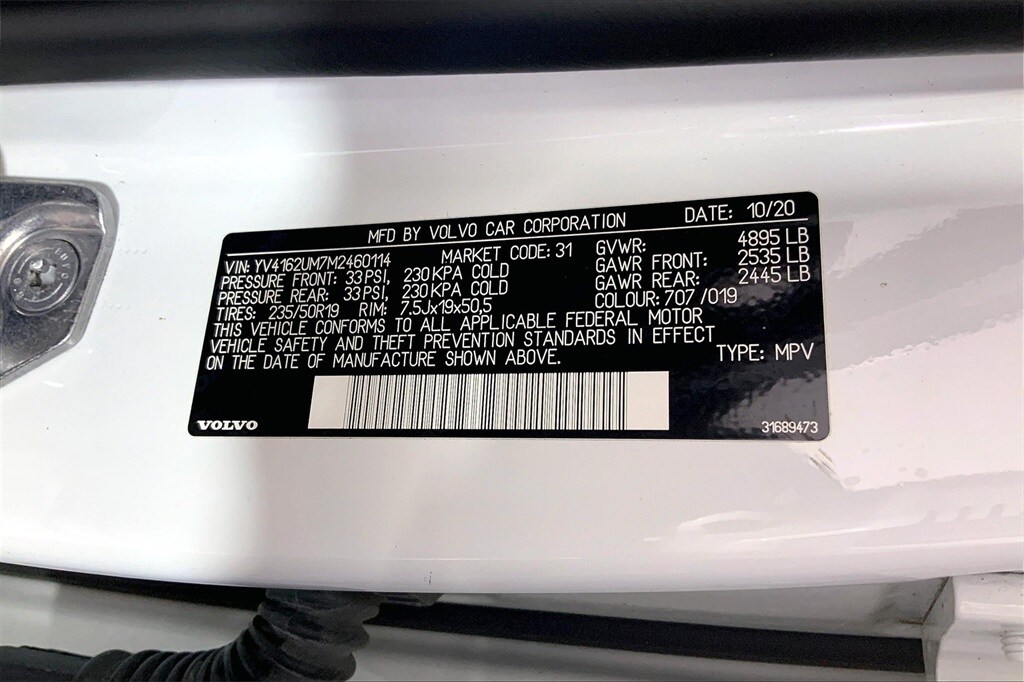 MFD BY VOLVO CAR CORPORATION DATE: 10/20
VIN: YV4162UM7M2460114 MARKET CODE: 31 GVWR: 4895 LB
PRESSURE FRONT: 33 PSI, 230 KPA COLD GAWR FRONT: 2535 LB
PRESSURE REAR: 33 PSI, 230 KPA COLD GAWR REAR: 2445 LB
TIRES: 235/50R19 RIM: 7.5Jx19x50,5 COLOUR: 707 /019
THIS VEHICLE CONFORMS TO ALL APPLICABLE FEDERAL MOTOR
VEHICLE SAFETY AND THEFT PREVENTION STANDARDS IN EFFECT
ON THE DATE OF MANUFACTURE SHOWN ABOVE. TYPE: MPV
VOLVO 31689473